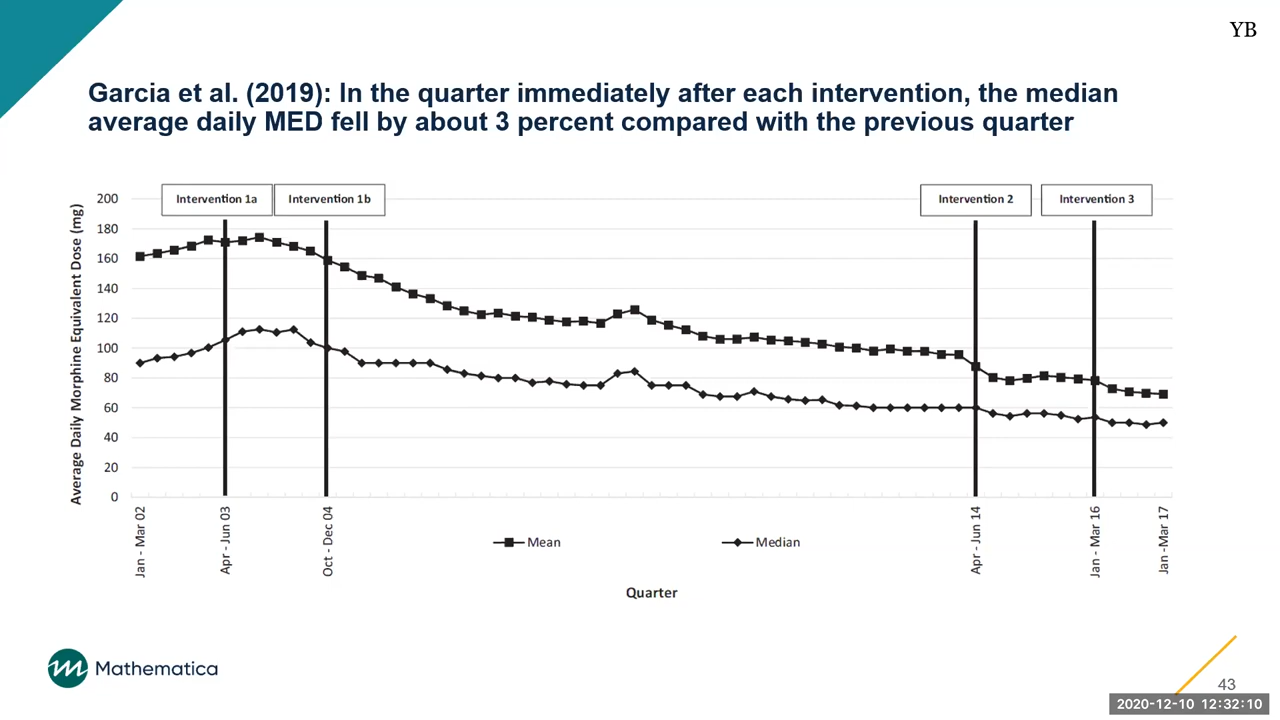 YB
Garcia et al. (2019): In the quarter immediately after each intervention, the median
average daily MED fell by about 3 percent compared with the previous quarter
Intervention 1a
Intervention 1b
Intervention 2
Intervention 3
Average Daily Morphine Equivalent Dose (mg)
200
180
160
140
120
100
80
60
40
20
0
Jan - Mar 02
Apr - Jun 03
Oct - Dec 04
Apr - Jun 14
Jan - Mar 16
Jan -Mar 17
Mean
Median
Quarter
Mathematica
43
2020-12-10 12:32:10